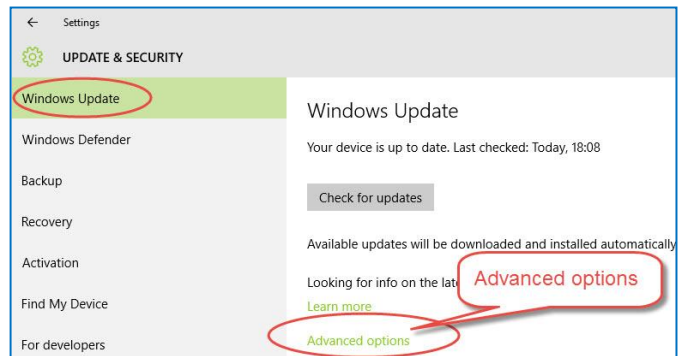 Settings
UPDATE & SECURITY
Windows Update
Windows Defender
Backup
Recovery
Activation
Find My Device
For developers
Windows Update
Your device is up to date. Last checked: Today, 18:08
Check for updates
Available updates will be downloaded and installed automatically
Looking for info on the
Learn more
Advanced options
Advanced options